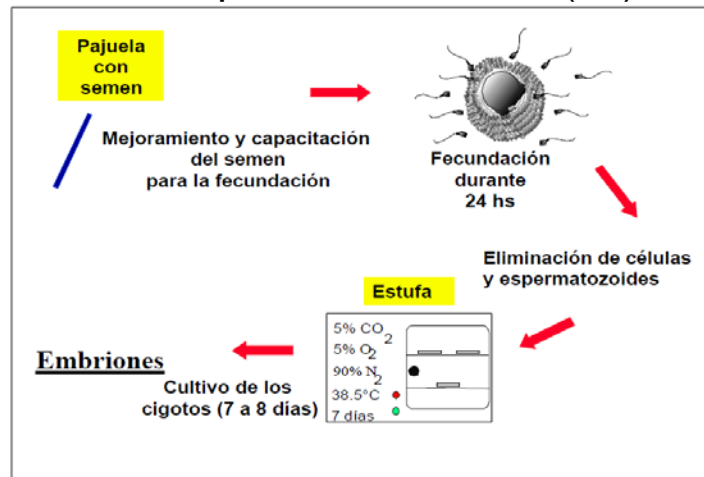 Pajuela
con
semen
Mejoramiento y capacitación
del semen
para la fecundación
Fecundación
durante
24 hs
Eliminación de células
y espermatozoides
Estufa
5% CO2
5% O2
90% N2
38.5°C
7 días
Cultivo de los
cigotos (7 a 8 días)
Embriones